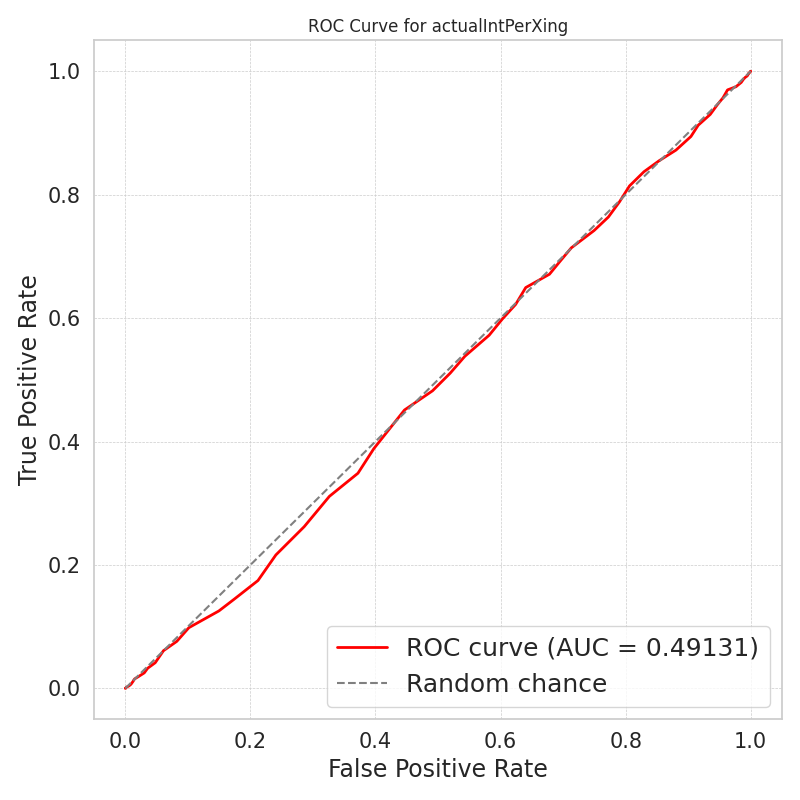 ROC Curve for actualIntPerXing
1.0
0.8
0.6
0.4
0.2
0.0
True Positive Rate
ROC curve (AUC = 0.49131)
Random chance
0.0 0.2 0.4 0.6 0.8 1.0
False Positive Rate